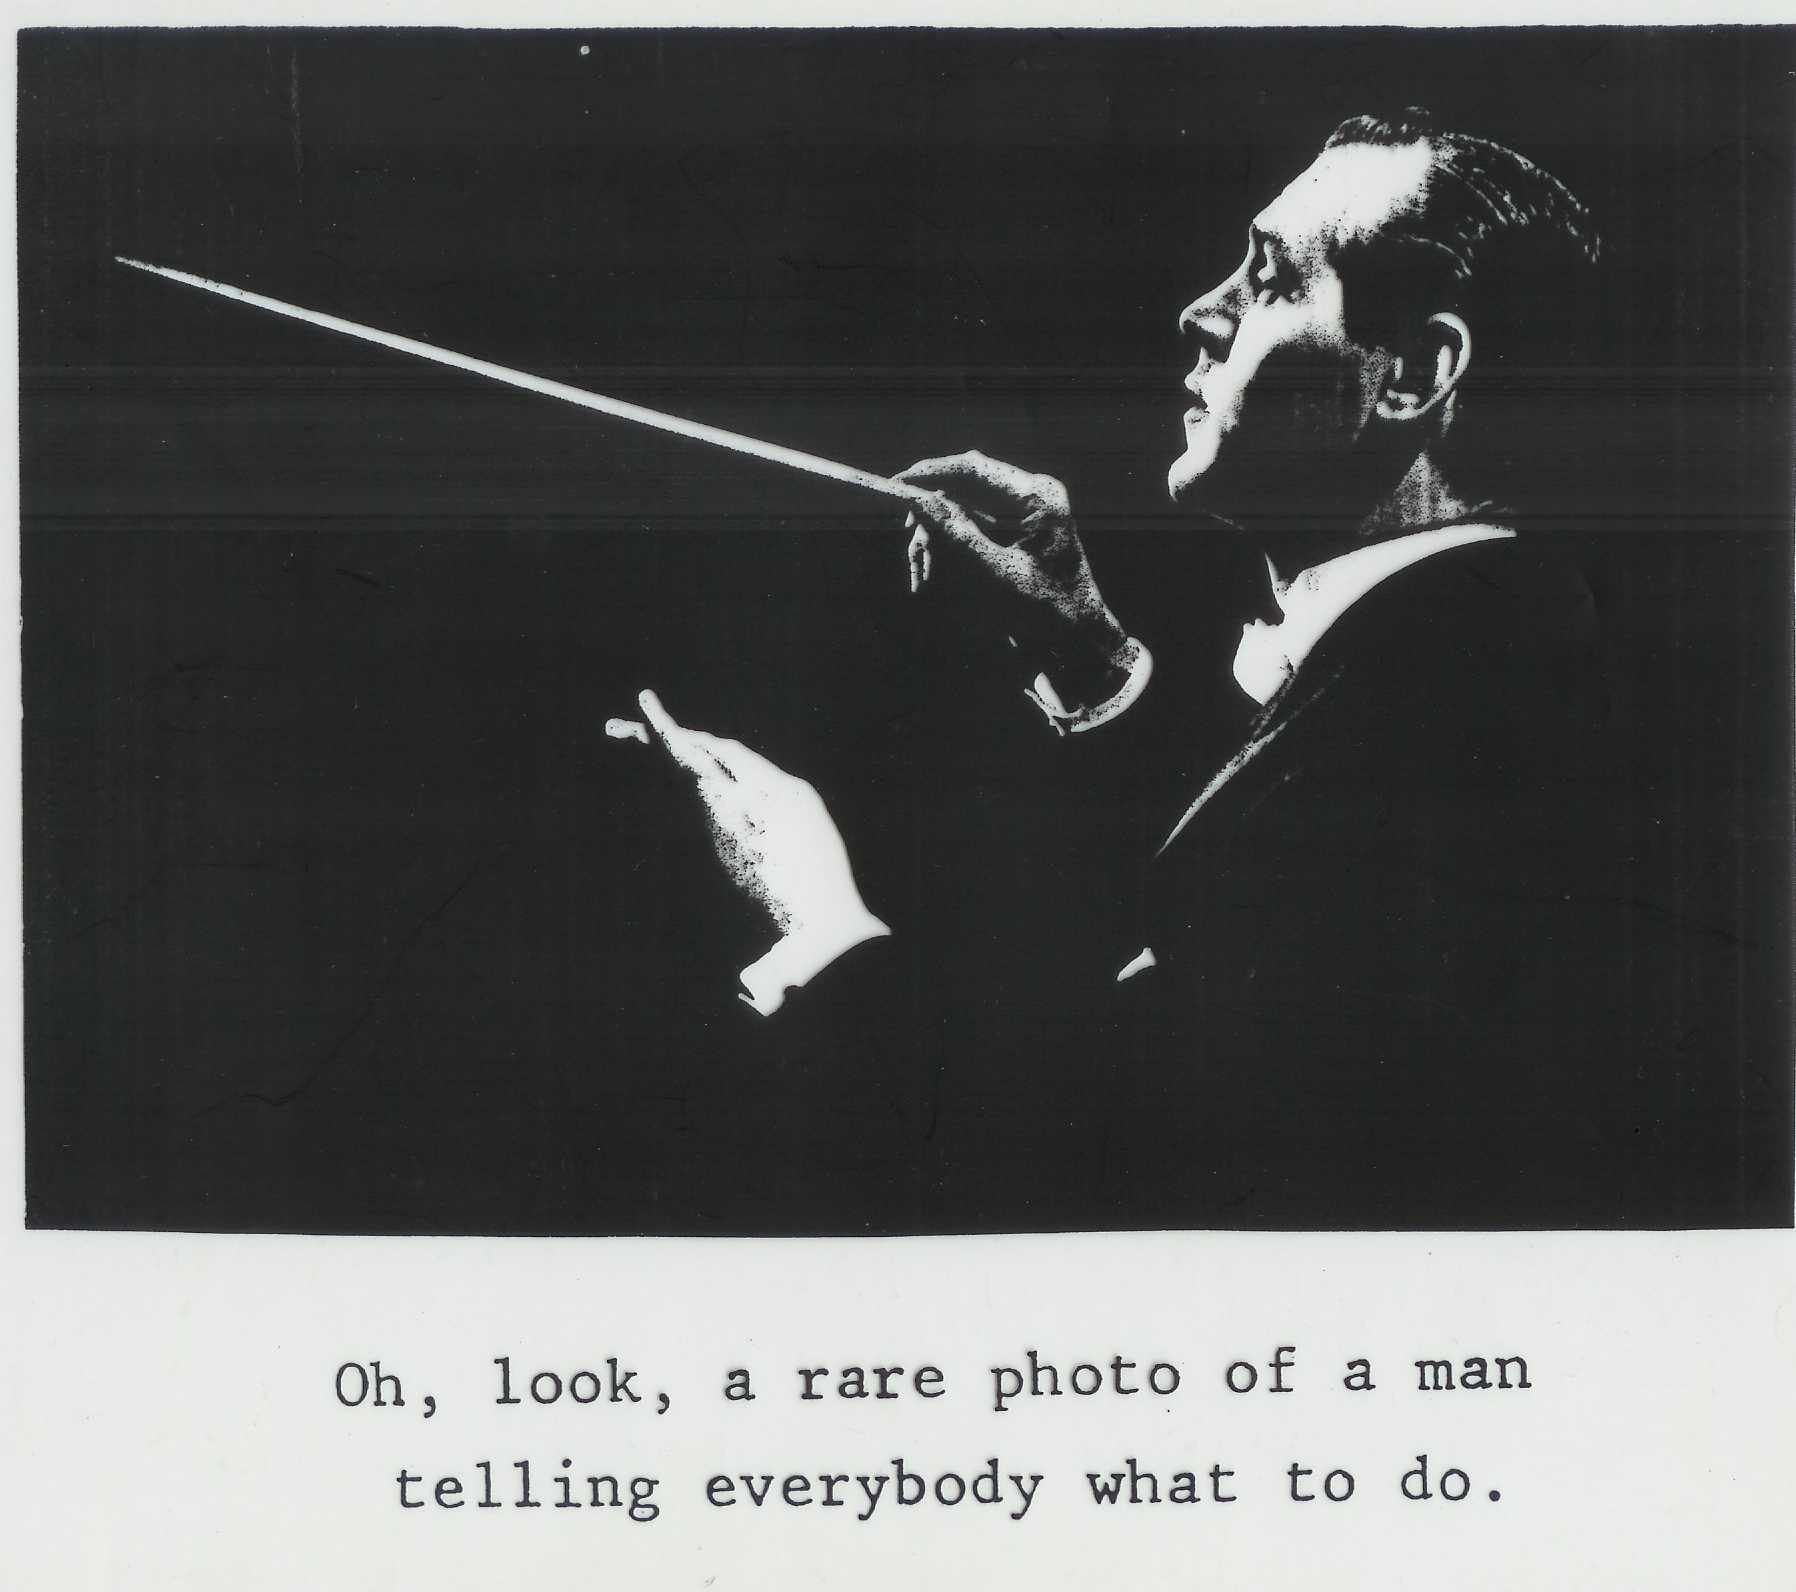 Oh, look, a rare photo of a man
telling everybody what to do.